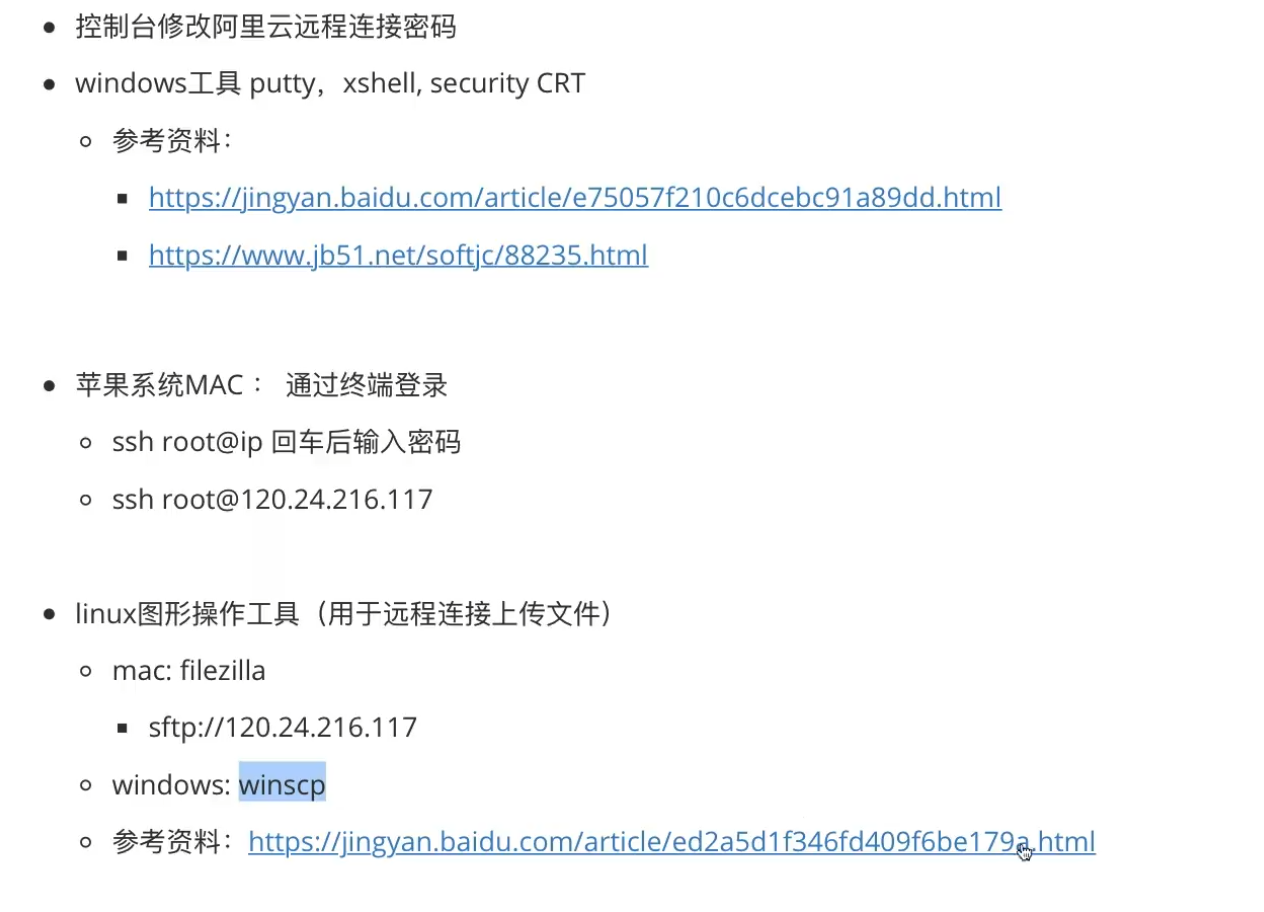 控制台修改阿里云远程连接密码
windows工具 putty，xshell, security CRT
参考资料：
https://jingyan.baidu.com/article/e75057f210c6dcebc91a89dd.html
https://www.jb51.net/softjc/88235.html
苹果系统MAC： 通过终端登录
ssh root@ip 回车后输入密码
ssh root@120.24.216.117
linux图形操作工具（用于远程连接上传文件）
mac: filezilla
sftp://120.24.216.117
windows: winscp
参考资料：https://jingyan.baidu.com/article/ed2a5d1f346fd409f6be179a.html